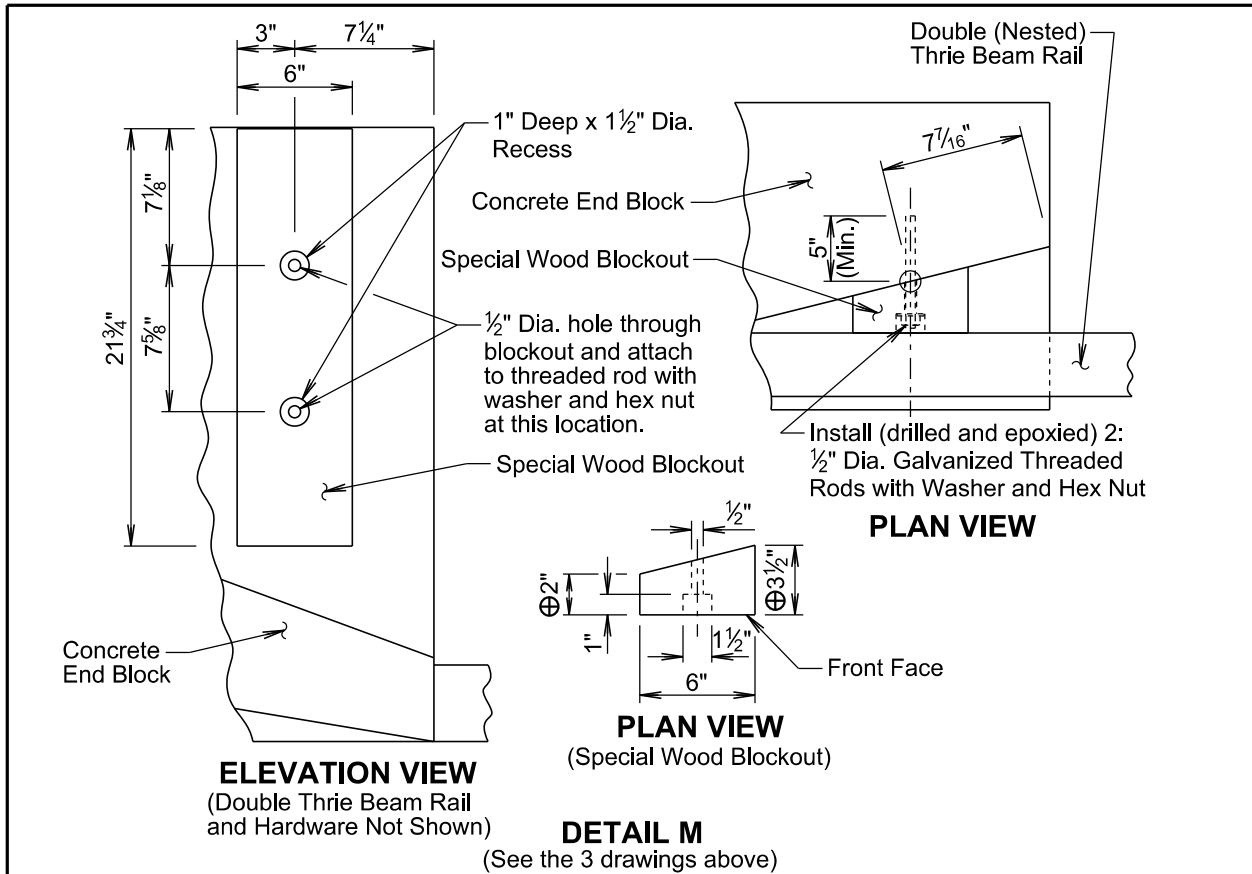 3"
7¼"
6"
21¾"
7⅛"
7⅝"
1" Deep x 1½" Dia.
Recess
½" Dia. hole through
blockout and attach
to threaded rod with
washer and hex nut
at this location.
Special Wood Blockout
Concrete
End Block
ELEVATION VIEW
(Double Thrie Beam Rail
and Hardware Not Shown)
Double (Nested)
Thrie Beam Rail
7 7⁄16"
Concrete End Block
5"
(Min.)
Special Wood Blockout
Install (drilled and epoxied) 2:
½" Dia. Galvanized Threaded
Rods with Washer and Hex Nut
PLAN VIEW
½"
⊕2"
⊕3½"
1"
1½"
6"
Front Face
PLAN VIEW
(Special Wood Blockout)
DETAIL M
(See the 3 drawings above)